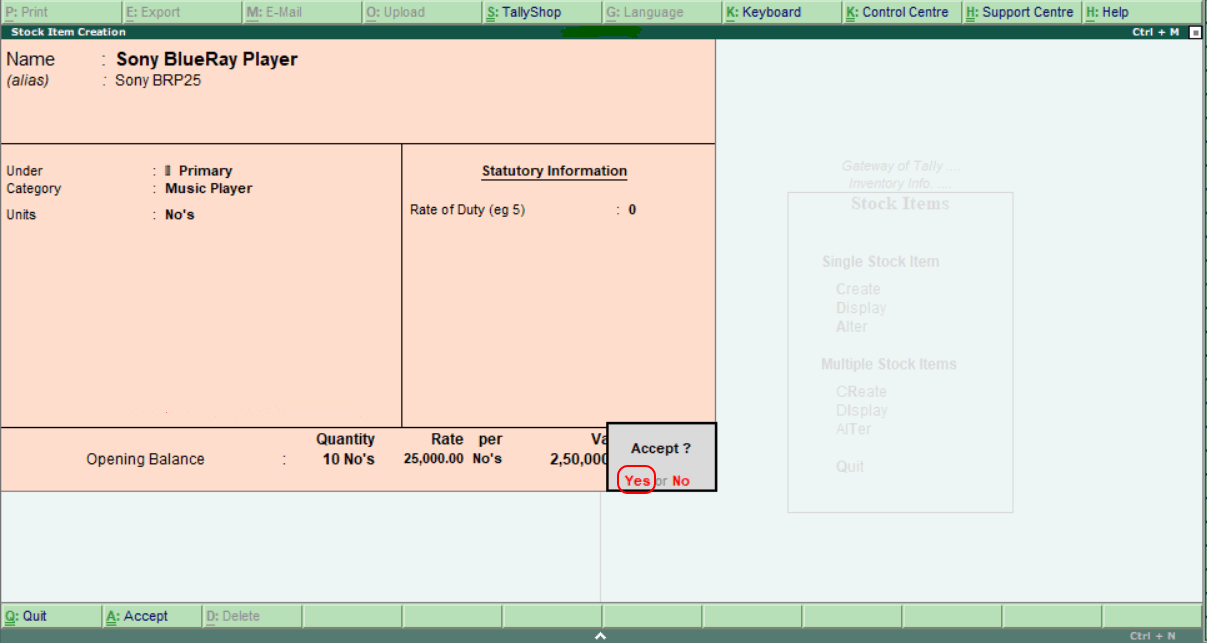 P: Print E: Export M: E-Mail O: Upload S: TallyShop G: Language K: Keyboard K: Control Centre H: Support Centre H: Help
Stock Item Creation Ctrl + M
Name : Sony BlueRay Player
(alias) : Sony BRP25
Under : Primary
Category : Music Player
Units : No's
Statutory Information
Rate of Duty (eg 5) : 0
Gateway of Tally ...
Inventory Info. ....
Stock Items
Single Stock Item
Create
Display
Alter
Multiple Stock Items
CReate
DIsplay
AlTer
Quit
Quantity Rate per
Opening Balance : 10 No's 25,000.00 No's 2,50,000
Accept ?
Yes or No
Q: Quit A: Accept D: Delete
Ctrl + N